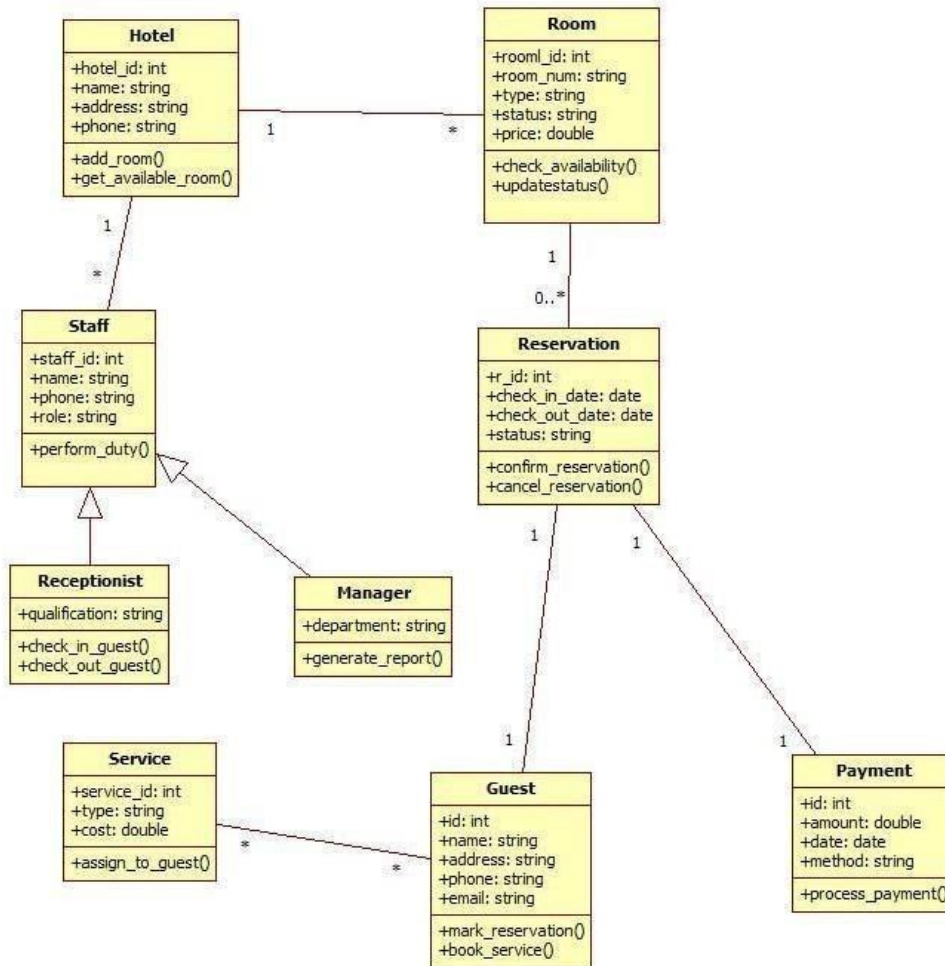 Hotel
+hotel_id: int
+name: string
+address: string
+phone: string
+add_room()
+get_available_room()
Room
+rooml_id: int
+room_num: string
+type: string
+status: string
+price: double
+check_availability()
+updatestatus()
1
*
1
*
1
0..*
Staff
+staff_id: int
+name: string
+phone: string
+role: string
+perform_duty()
Reservation
+r_id: int
+check_in_date: date
+check_out_date: date
+status: string
+confirm_reservation()
+cancel_reservation()
1
1
Receptionist
+qualification: string
+check_in_guest()
+check_out_guest()
Manager
+department: string
+generate_report()
1
1
Service
+service_id: int
+type: string
+cost: double
+assign_to_guest()
*
*
Guest
+id: int
+name: string
+address: string
+phone: string
+email: string
+mark_reservation()
+book_service()
Payment
+id: int
+amount: double
+date: date
+method: string
+process_payment()